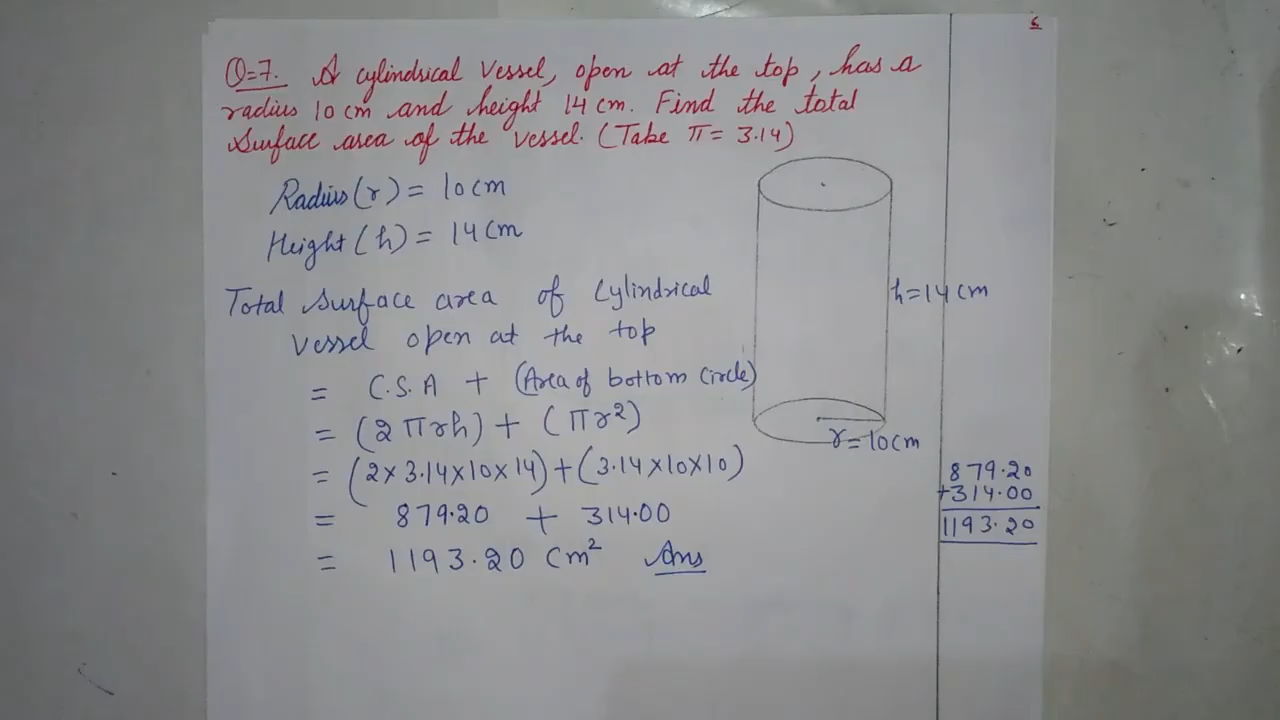 6
Q=7. A cylindrical vessel, open at the top, has a
radius 10 cm and height 14 cm. Find the total
Surface area of the vessel. (Take π = 3.14)
Radius (r) = 10 cm
Height (h) = 14 cm
h=14 cm
Total surface area of cylindrical
vessel open at the top
= C.S.A + (Area of bottom circle)
= (2πrh) + (πr²)
r=10cm
= (2×3.14×10×14)+(3.14×10×10)
= 879.20 + 314.00
= 1193.20 cm² Ans
879.20
+314.00
1193.20